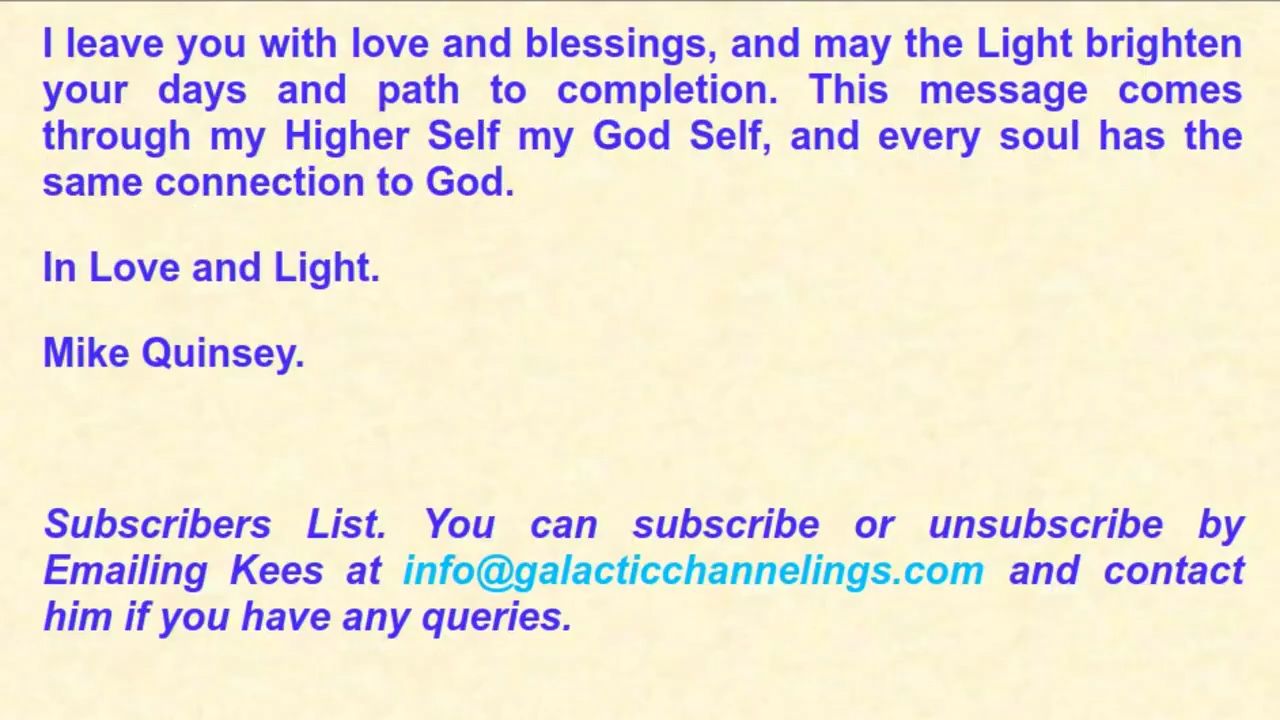 I leave you with love and blessings, and may the Light brighten
your days and path to completion. This message comes
through my Higher Self my God Self, and every soul has the
same connection to God.
In Love and Light.
Mike Quinsey.
Subscribers List. You can subscribe or unsubscribe by
Emailing Kees at info@galacticchannelings.com and contact
him if you have any queries.